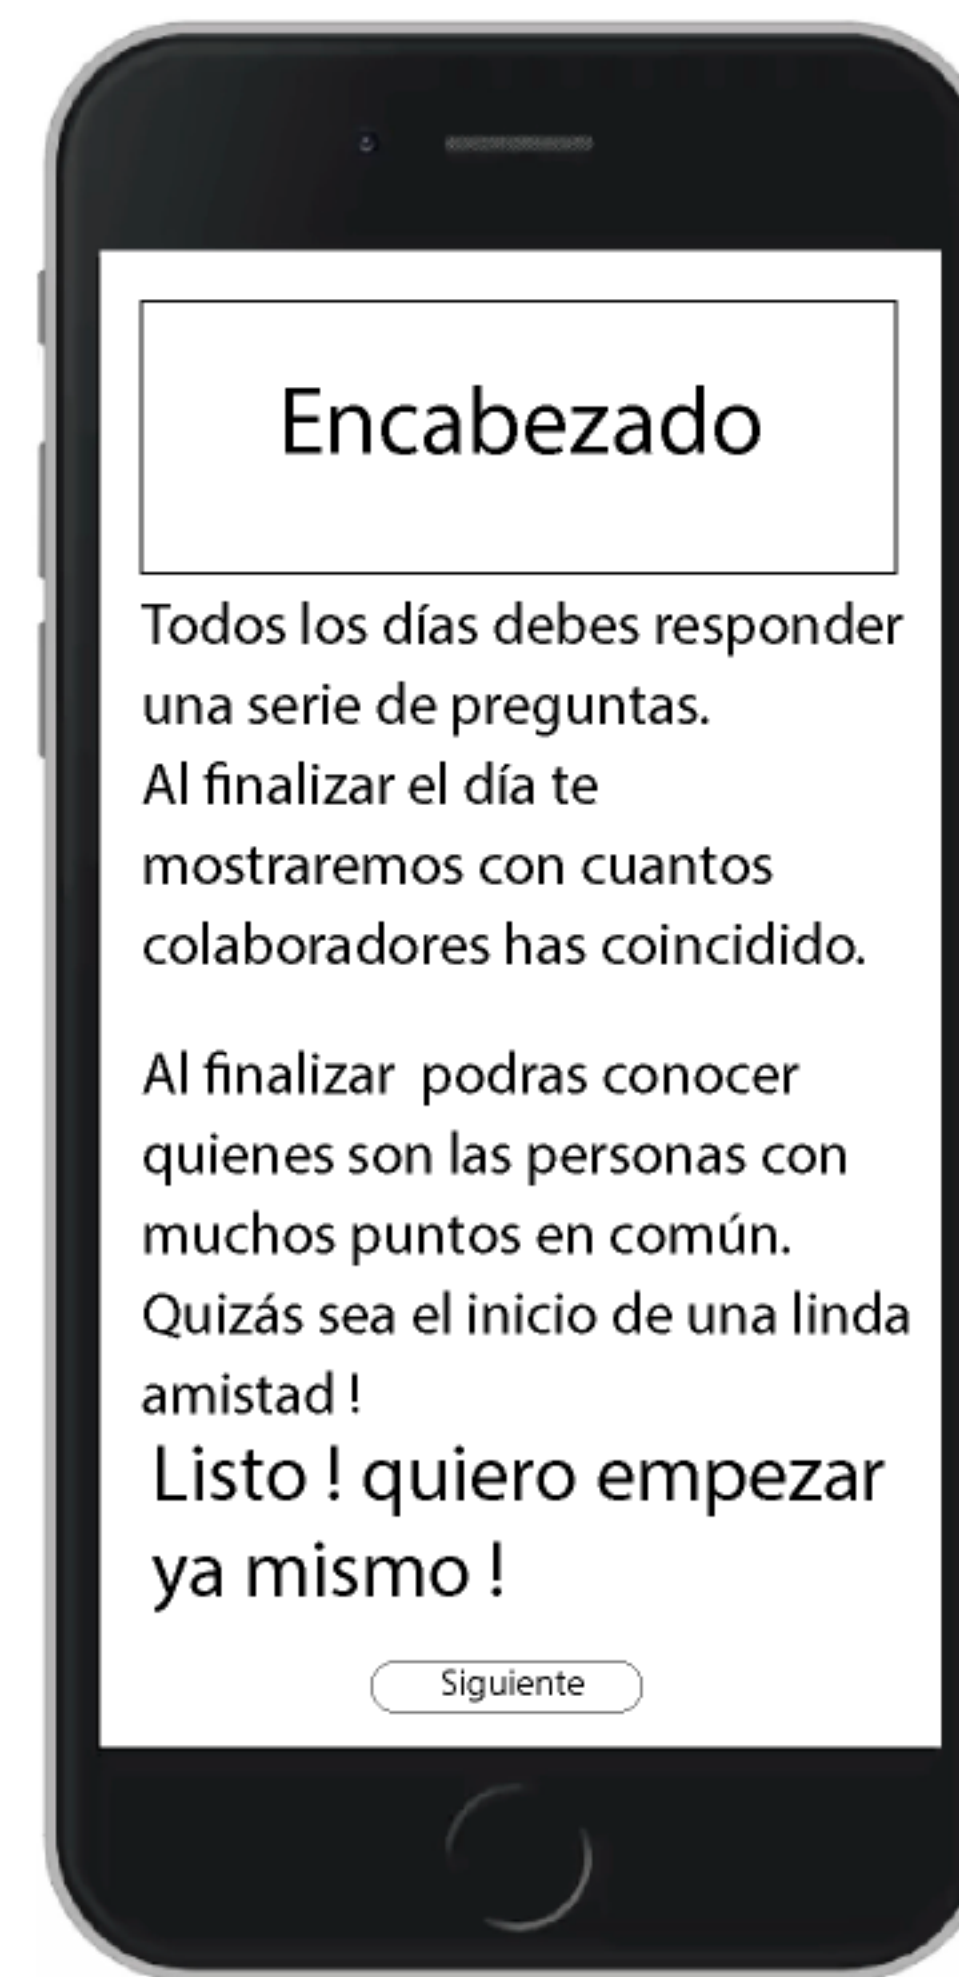 Encabezado
Todos los días debes responder
una serie de preguntas.
Al finalizar el día te
mostraremos con cuantos
colaboradores has coincidido.
Al finalizar  podras conocer
quienes son las personas con
muchos puntos en común.
Quizás sea el inicio de una linda
amistad !
Listo ! quiero empezar
ya mismo !
Siguiente